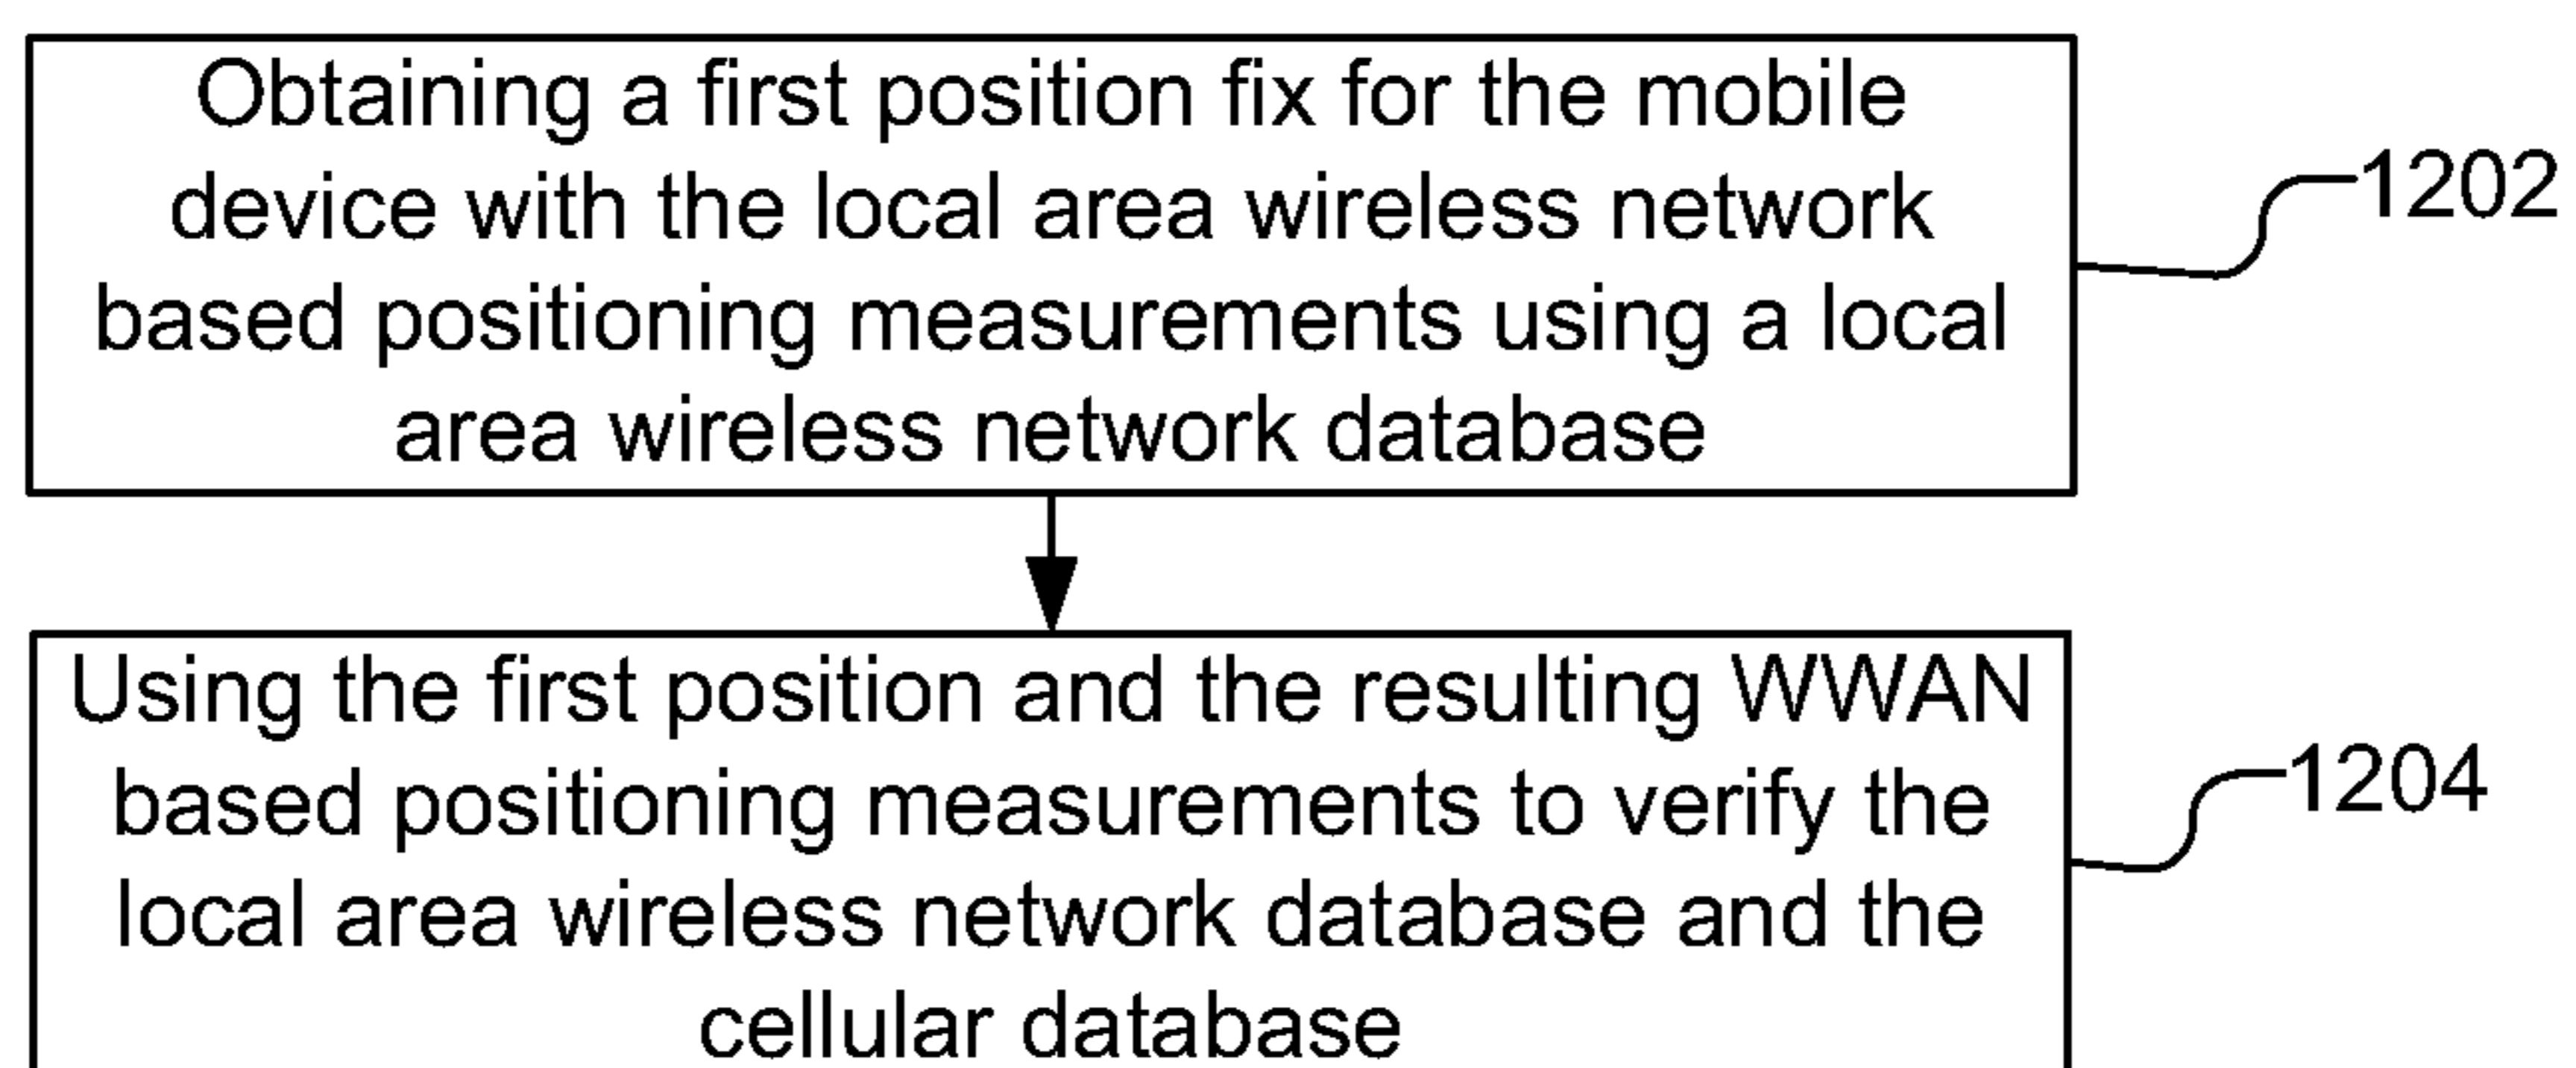 Obtaining a first position fix for the mobile
device with the local area wireless network
based positioning measurements using a local
area wireless network database
1202
Using the first position and the resulting WWAN
based positioning measurements to verify the
local area wireless network database and the
cellular database
1204